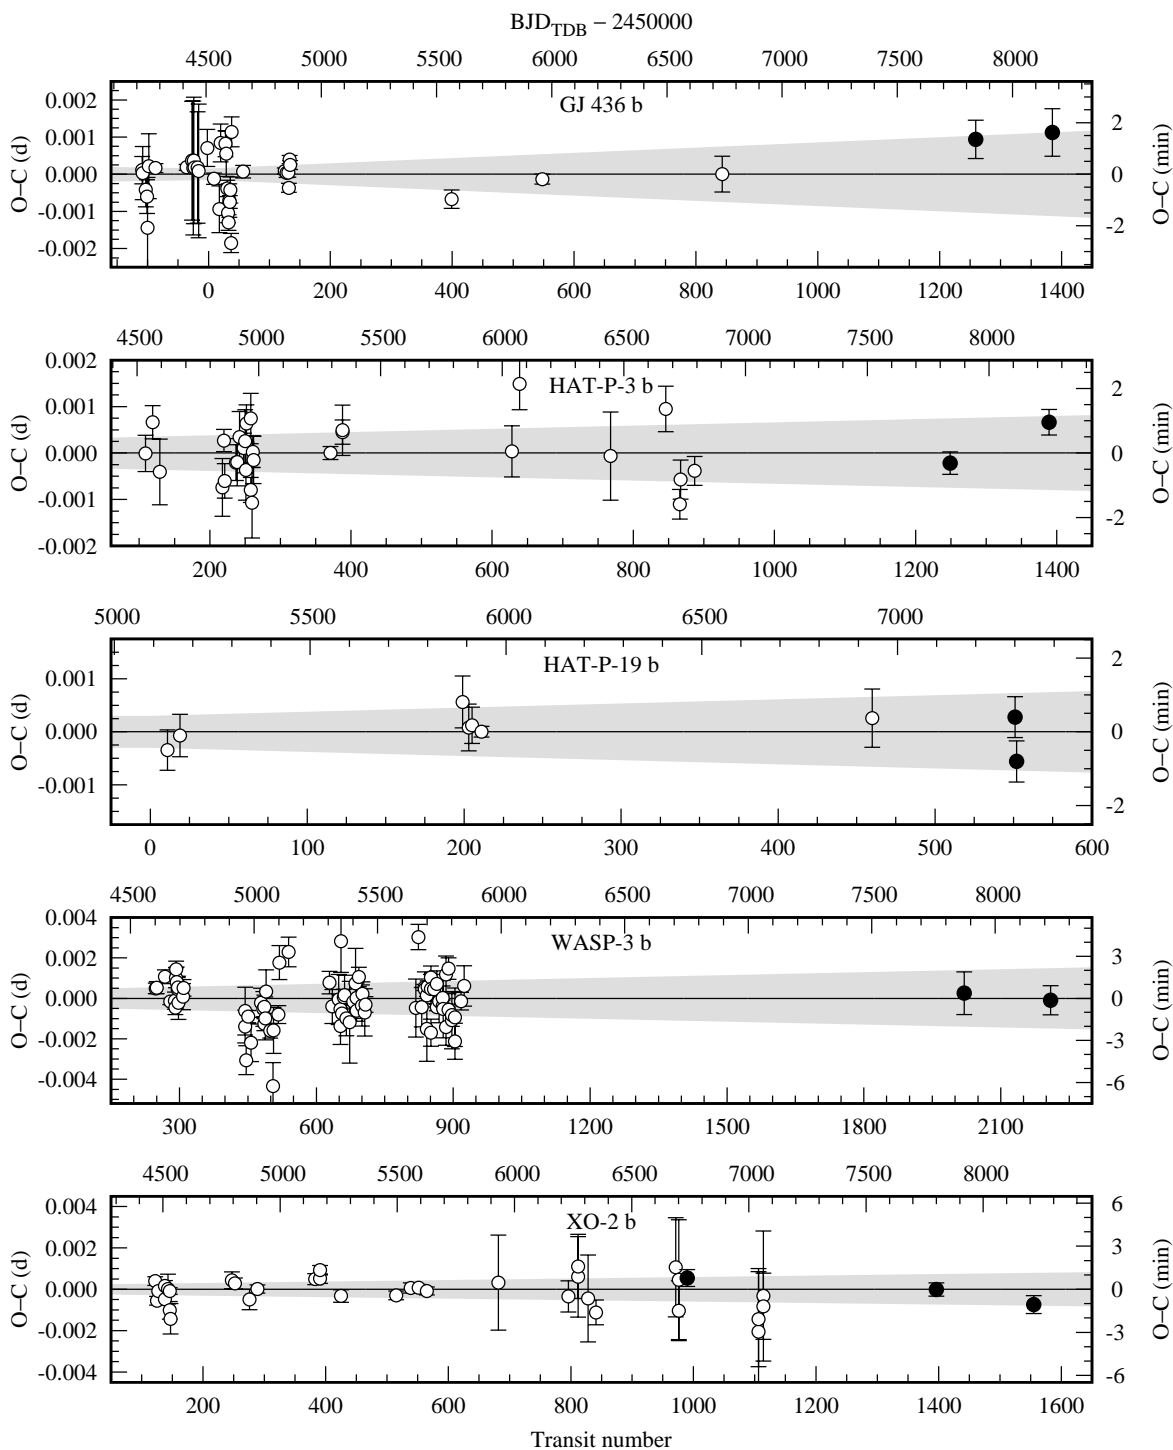 BJD_TDB − 2450000
4500 5000 5500 6000 6500 7000 7500 8000
GJ 436 b
0.002
0.001
0.000
-0.001
-0.002
O−C (d)
2
0
-2
O−C (min)
0 200 400 600 800 1000 1200 1400
4500 5000 5500 6000 6500 7000 7500 8000
HAT-P-3 b
0.002
0.001
0.000
-0.001
-0.002
O−C (d)
2
0
-2
O−C (min)
200 400 600 800 1000 1200 1400
5000 5500 6000 6500 7000
HAT-P-19 b
0.001
0.000
-0.001
O−C (d)
2
0
-2
O−C (min)
0 100 200 300 400 500 600
4500 5000 5500 6000 6500 7000 7500 8000
WASP-3 b
0.004
0.002
0.000
-0.002
-0.004
O−C (d)
3
0
-3
-6
O−C (min)
300 600 900 1200 1500 1800 2100
4500 5000 5500 6000 6500 7000 7500 8000
XO-2 b
0.004
0.002
0.000
-0.002
-0.004
O−C (d)
6
3
0
-3
-6
O−C (min)
200 400 600 800 1000 1200 1400 1600
Transit number